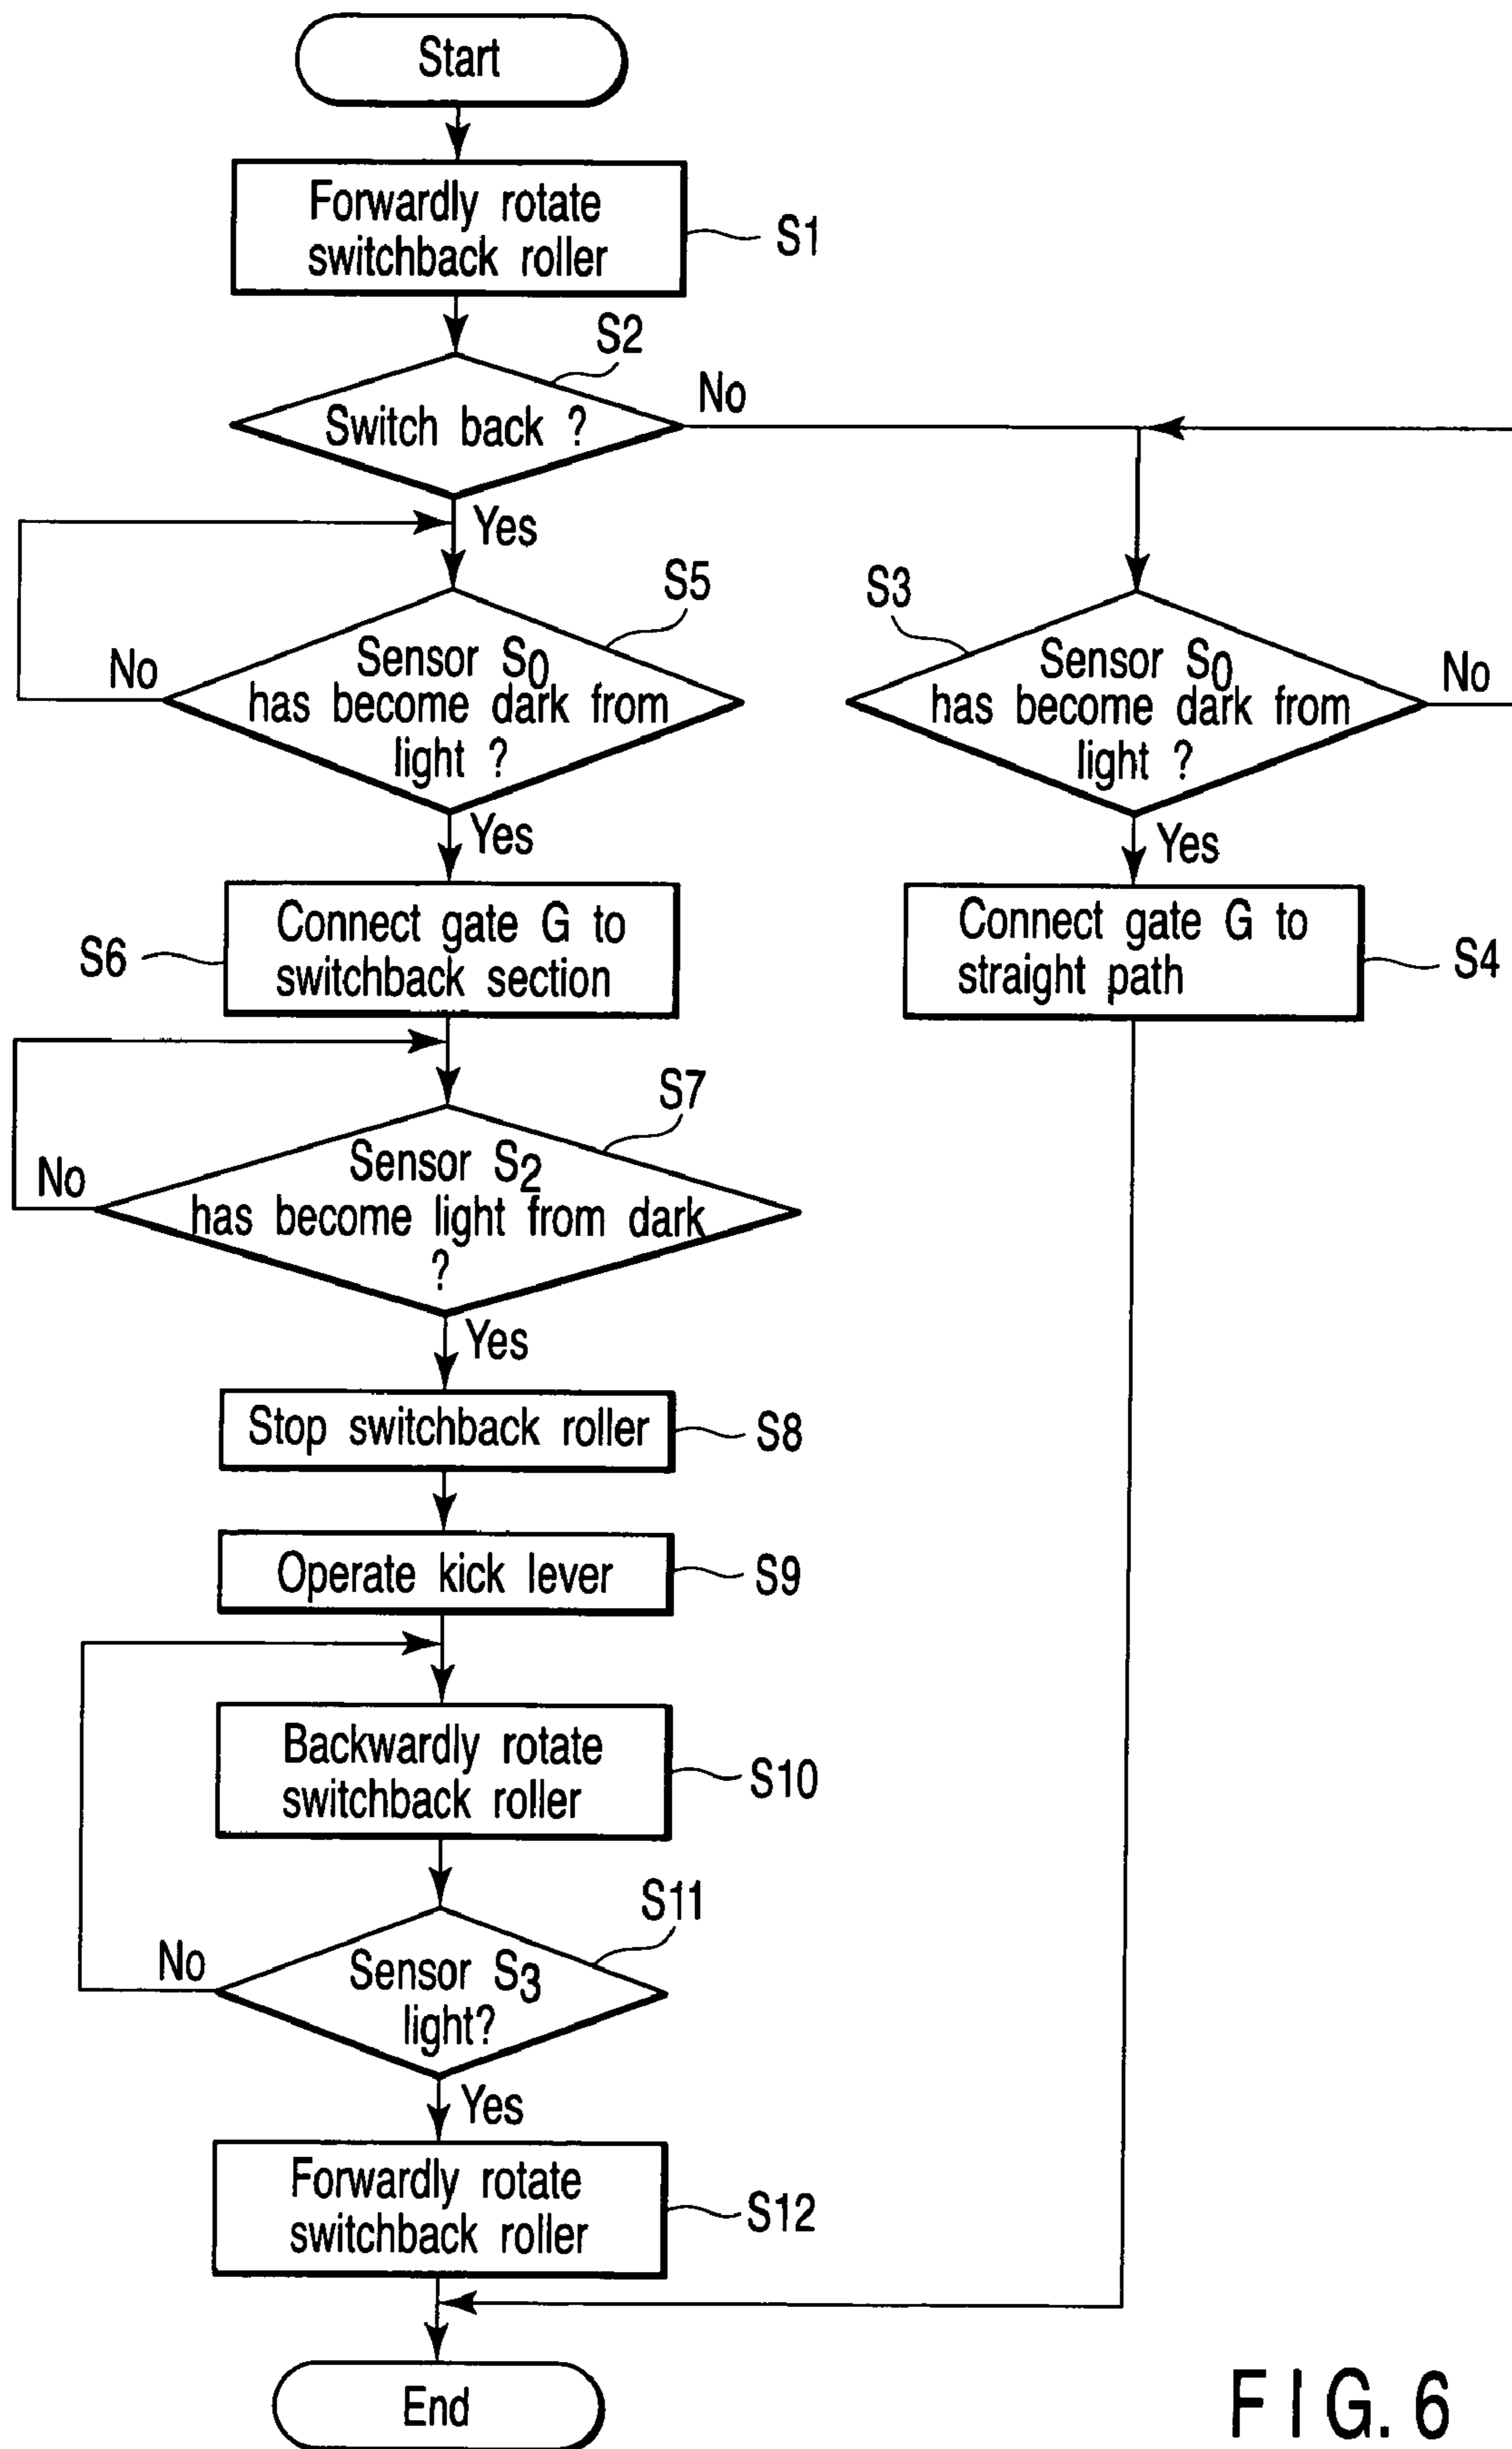 Start
Forwardly rotate
switchback roller
S1
S2
Switch back ?
No
Yes
S5
Sensor S0
has become dark from
light ?
No
Yes
S3
Sensor S0
has become dark from
light ?
No
Yes
Connect gate G to
switchback section
S6
Connect gate G to
straight path
S4
S7
Sensor S2
has become light from dark
?
No
Yes
Stop switchback roller
S8
Operate kick lever
S9
Backwardly rotate
switchback roller
S10
S11
Sensor S3
light?
No
Yes
Forwardly rotate
switchback roller
S12
End
FIG. 6